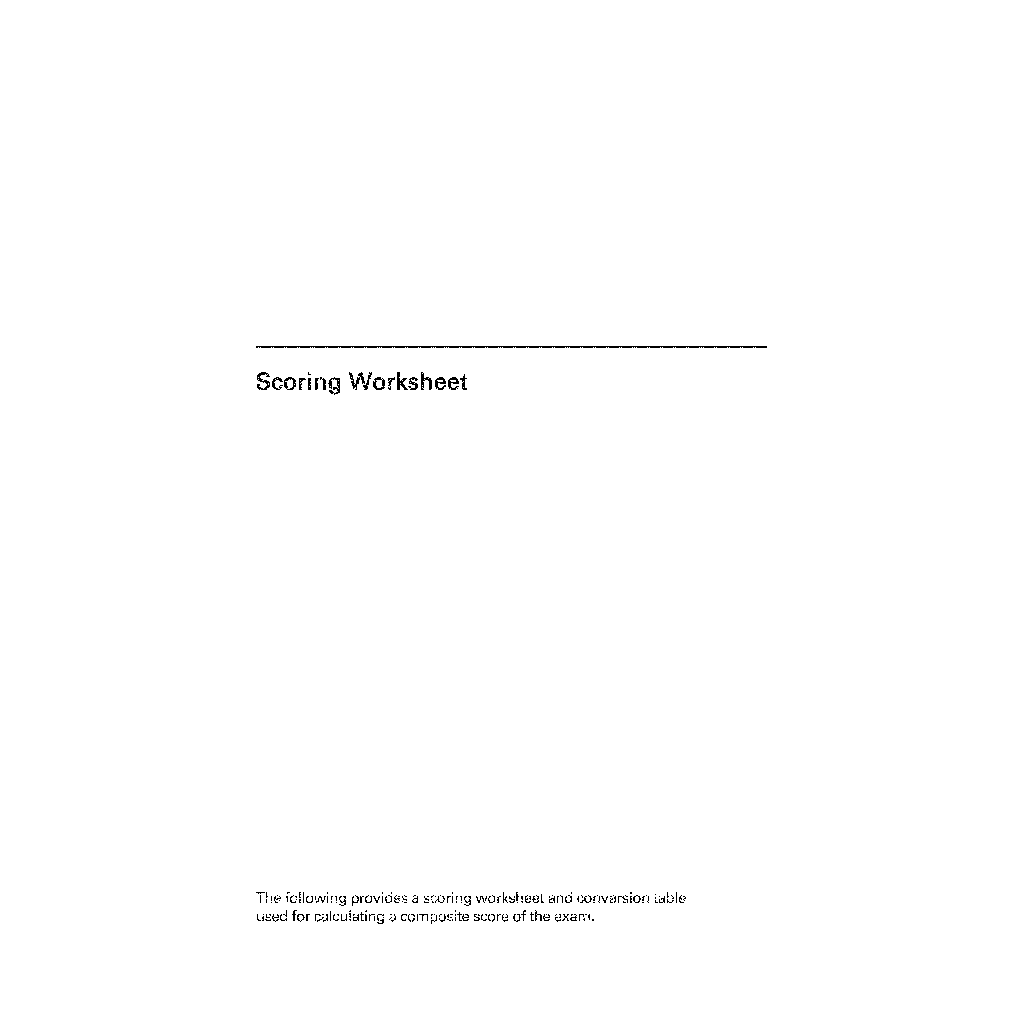 Scoring Worksheet
The following provides a scoring worksheet and conversion table
used for calculating a composite score of the exam.